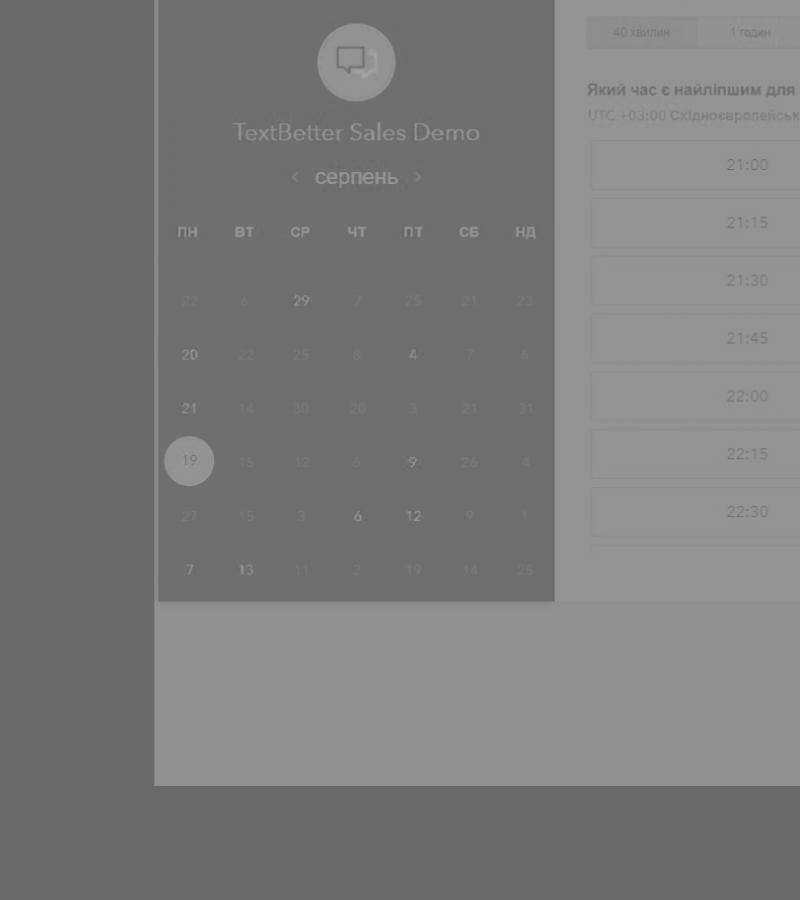 40 хвилин 1 годин
Який час є найліпшим для
UTC +03:00 Східноєвропейськ
TextBetter Sales Demo
‹ серпень ›
ПН ВТ СР ЧТ ПТ СБ НД
22 6 29 7 25 21 23
20 22 25 8 4 7 6
21 14 30 20 3 21 31
19 15 12 6 9 26 4
27 15 3 6 12 9 1
7 13 11 2 19 14 25
21:00
21:15
21:30
21:45
22:00
22:15
22:30